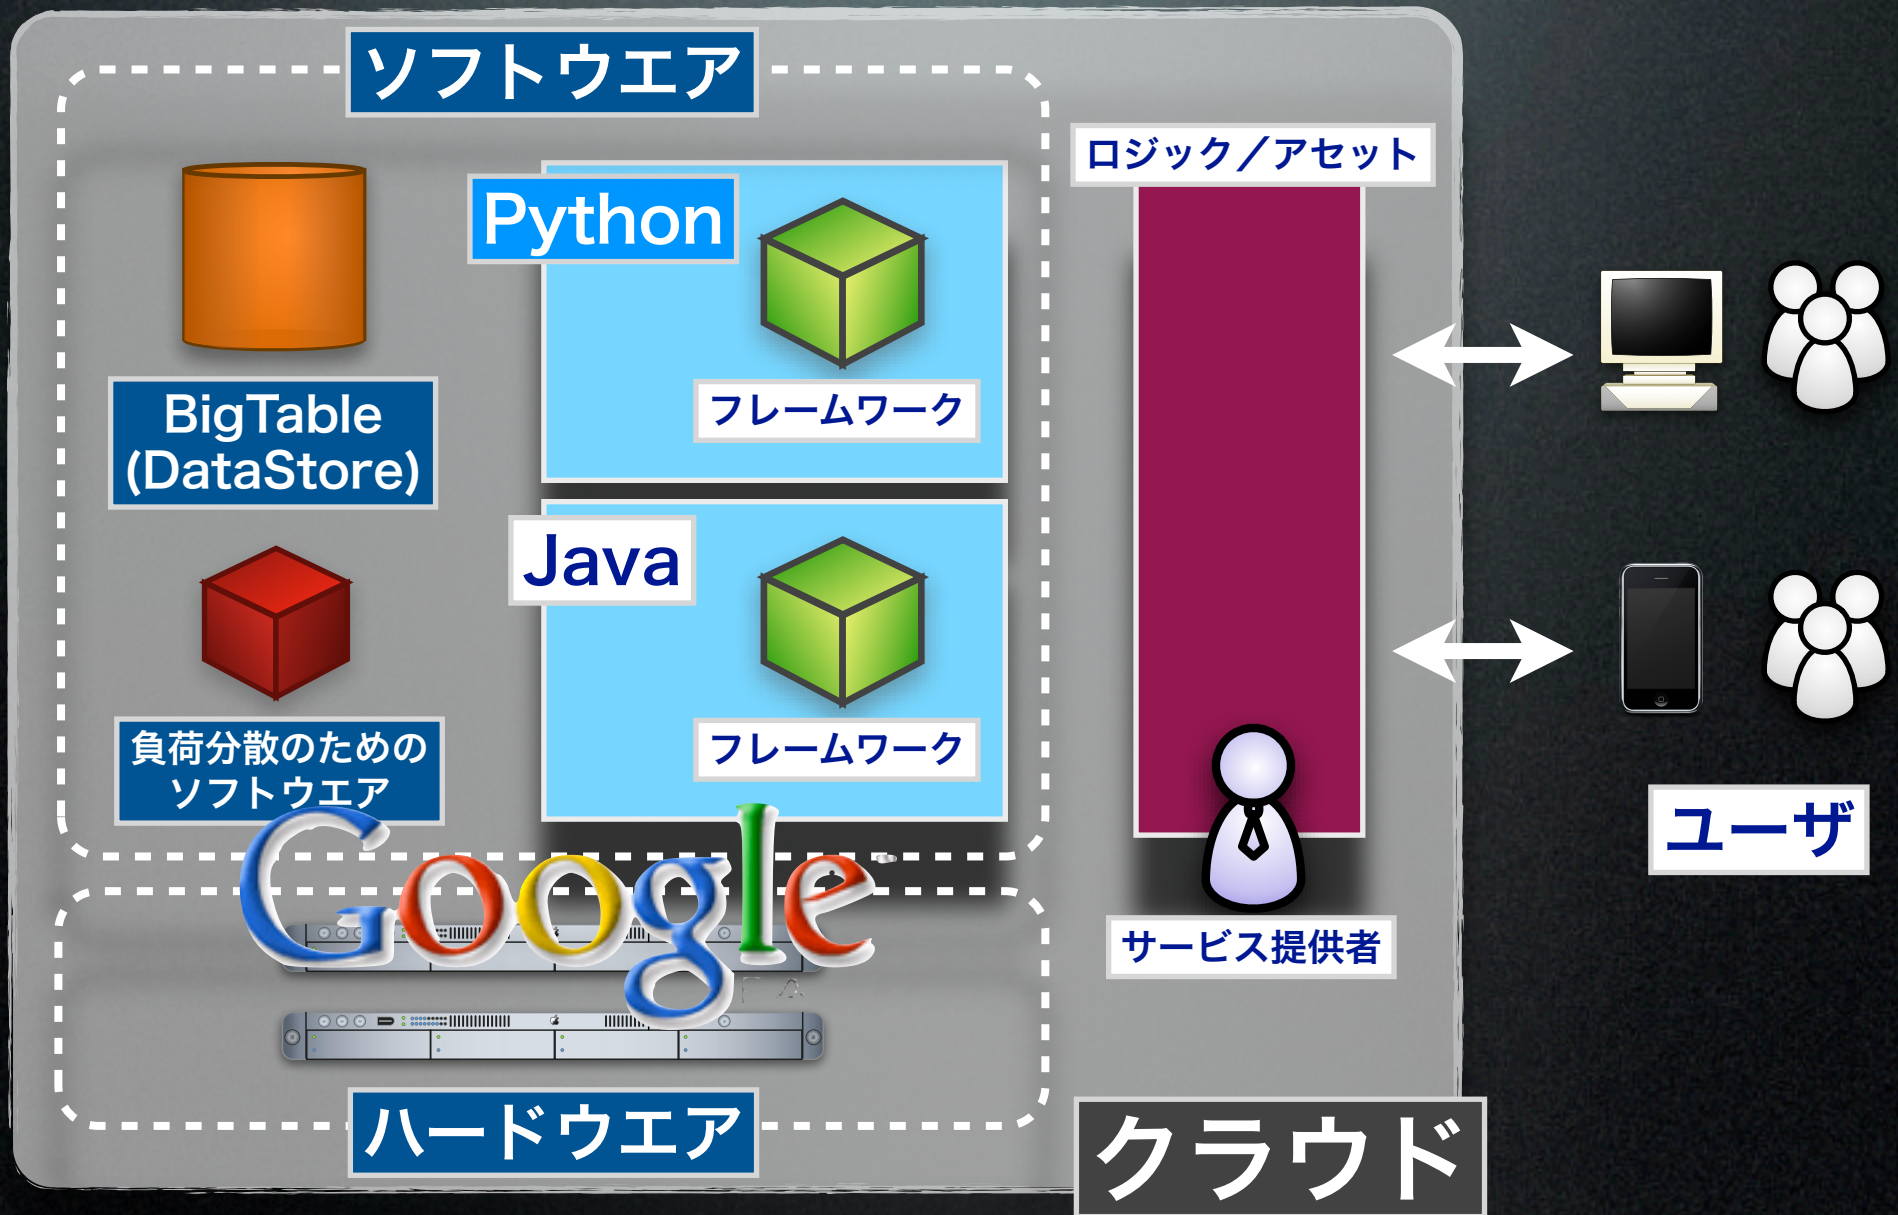 ソフトウエア
ロジック／アセット
Python
フレームワーク
BigTable
(DataStore)
Java
フレームワーク
負荷分散のための
ソフトウエア
Google
サービス提供者
ユーザ
ハードウエア
クラウド